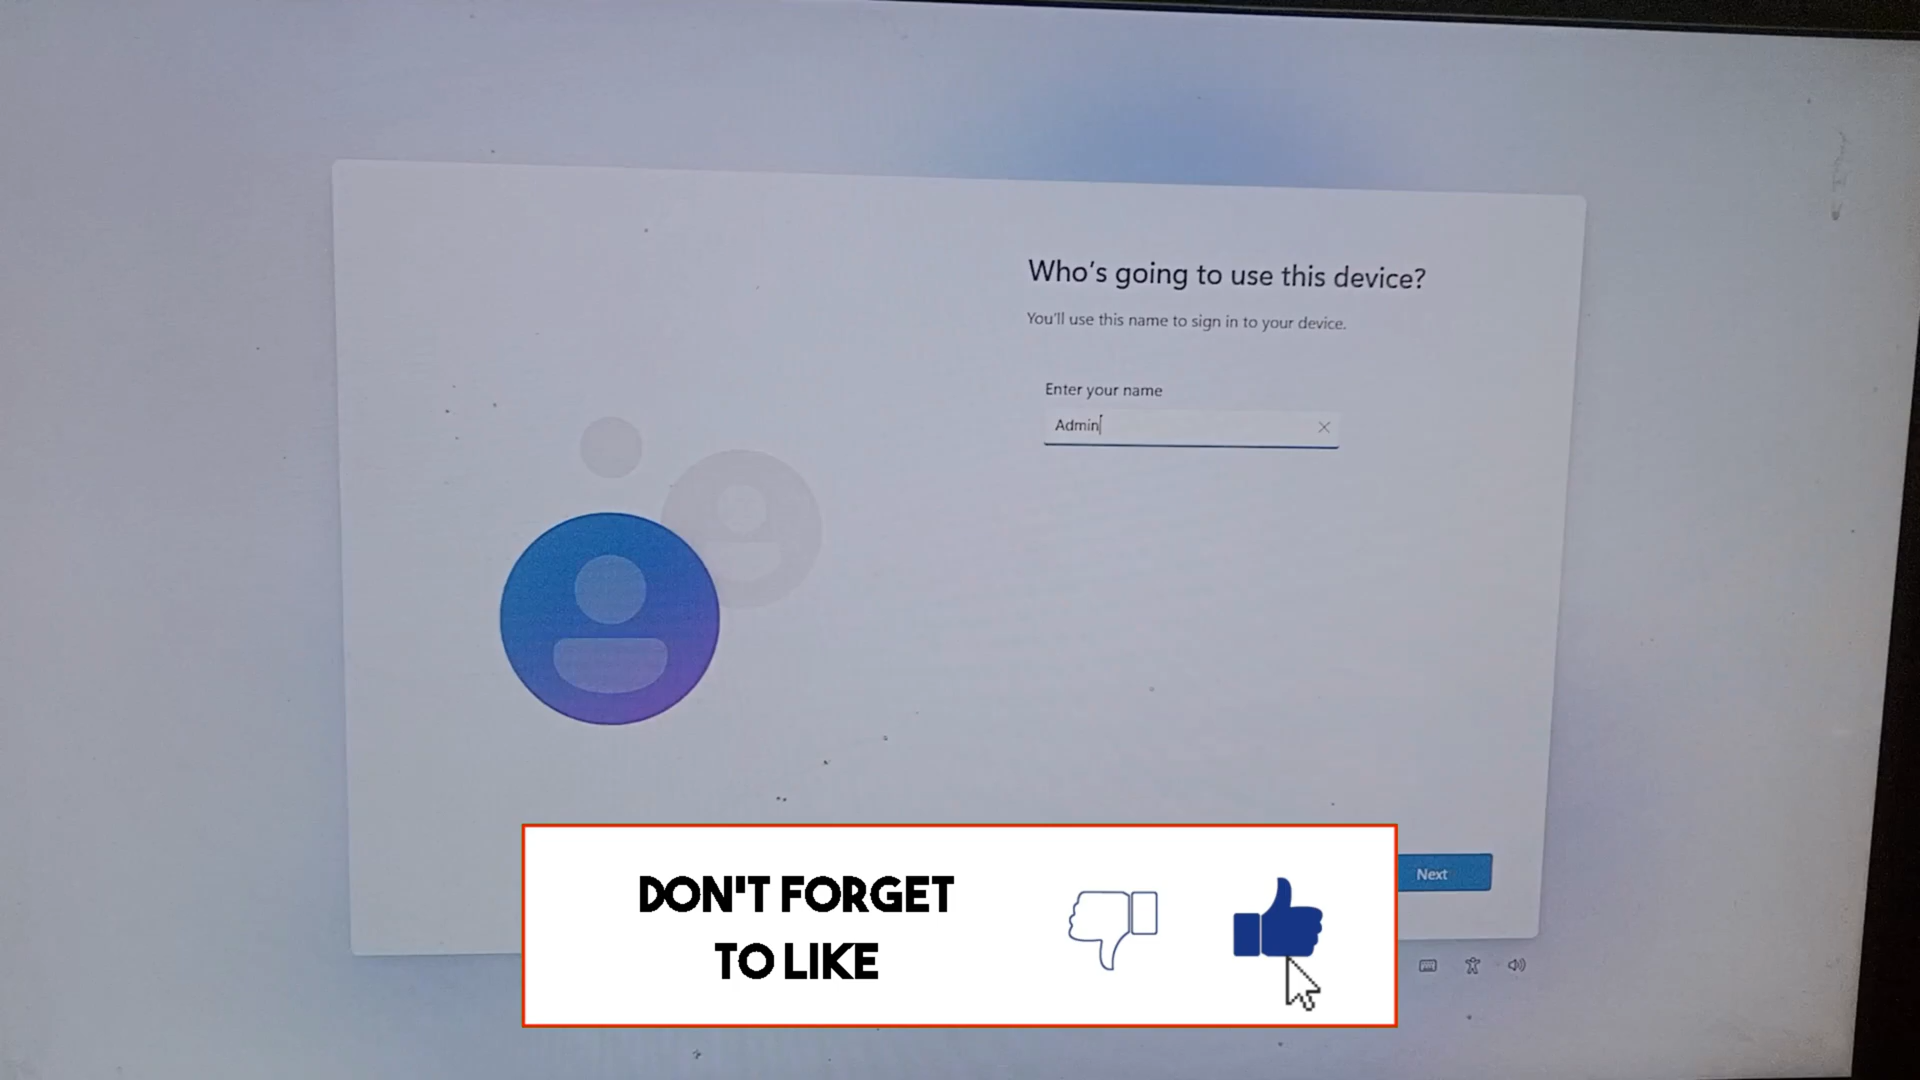 Who's going to use this device?
You'll use this name to sign in to your device.
Enter your name
Admin
Next
DON'T FORGET
TO LIKE